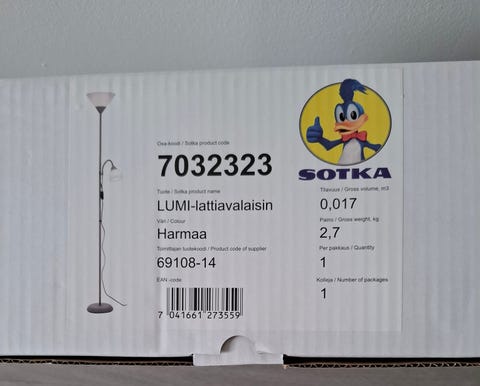 Osa-koodi / Sotka product code
7032323
Tuote / Sotka product name
LUMI-lattiavalaisin
Väri / Colour
Harmaa
Toimittajan tuotekoodi / Product code of supplier
69108-14
EAN -code
7 041661 273559
SOTKA
Tilavuus / Gross volume, m3
0,017
Paino / Gross weight, kg
2,7
Per pakkaus / Quantity
1
Kolleja / Number of packages
1